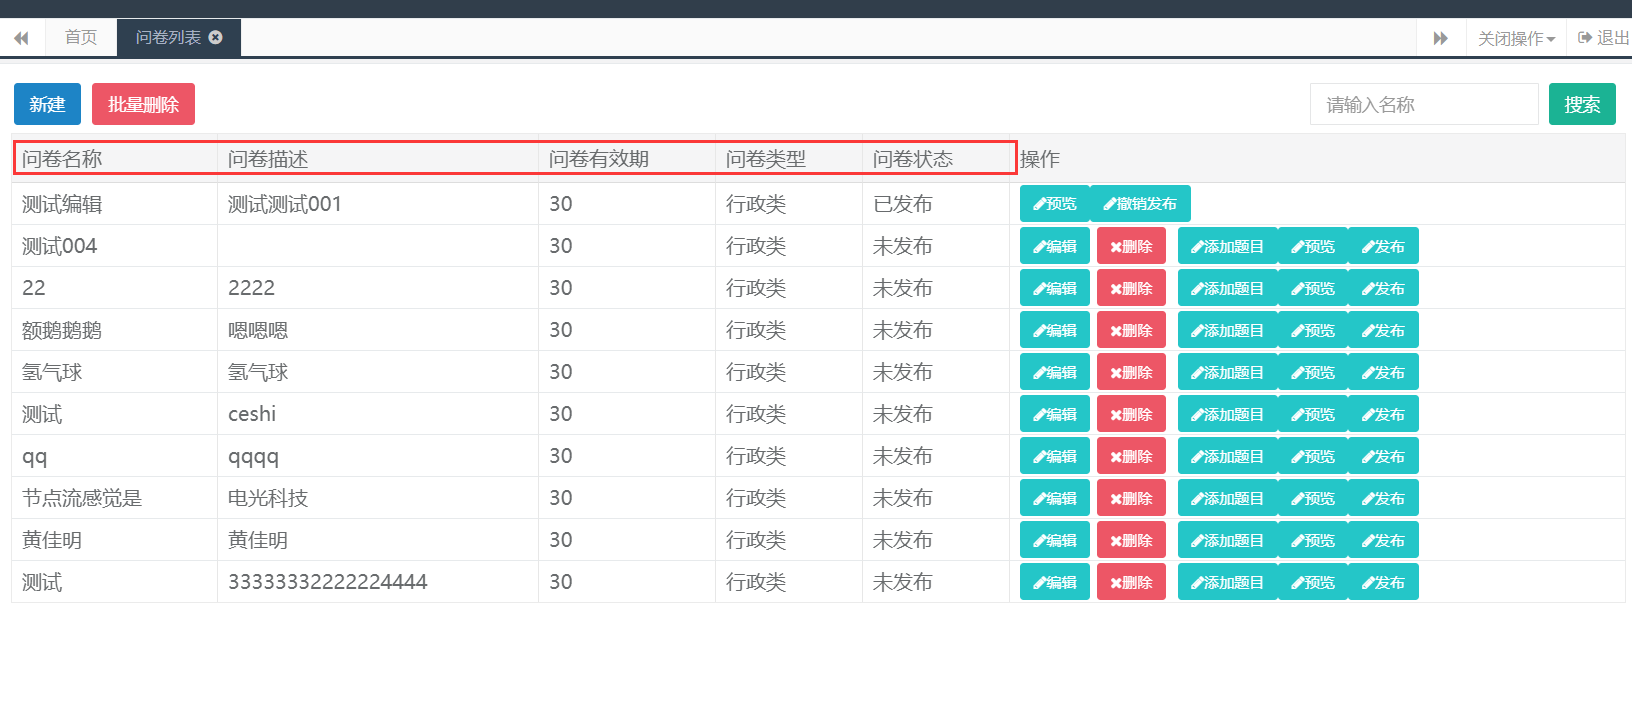 首页 问卷列表 关闭操作 退出
新建 批量删除 请输入名称 搜索
问卷名称 问卷描述 问卷有效期 问卷类型 问卷状态 操作
测试编辑 测试测试001 30 行政类 已发布 预览 撤销发布
测试004 30 行政类 未发布 编辑 删除 添加题目 预览 发布
22 2222 30 行政类 未发布 编辑 删除 添加题目 预览 发布
额鹅鹅鹅 嗯嗯嗯 30 行政类 未发布 编辑 删除 添加题目 预览 发布
氢气球 氢气球 30 行政类 未发布 编辑 删除 添加题目 预览 发布
测试 ceshi 30 行政类 未发布 编辑 删除 添加题目 预览 发布
qq qqqq 30 行政类 未发布 编辑 删除 添加题目 预览 发布
节点流感觉是 电光科技 30 行政类 未发布 编辑 删除 添加题目 预览 发布
黄佳明 黄佳明 30 行政类 未发布 编辑 删除 添加题目 预览 发布
测试 33333332222224444 30 行政类 未发布 编辑 删除 添加题目 预览 发布